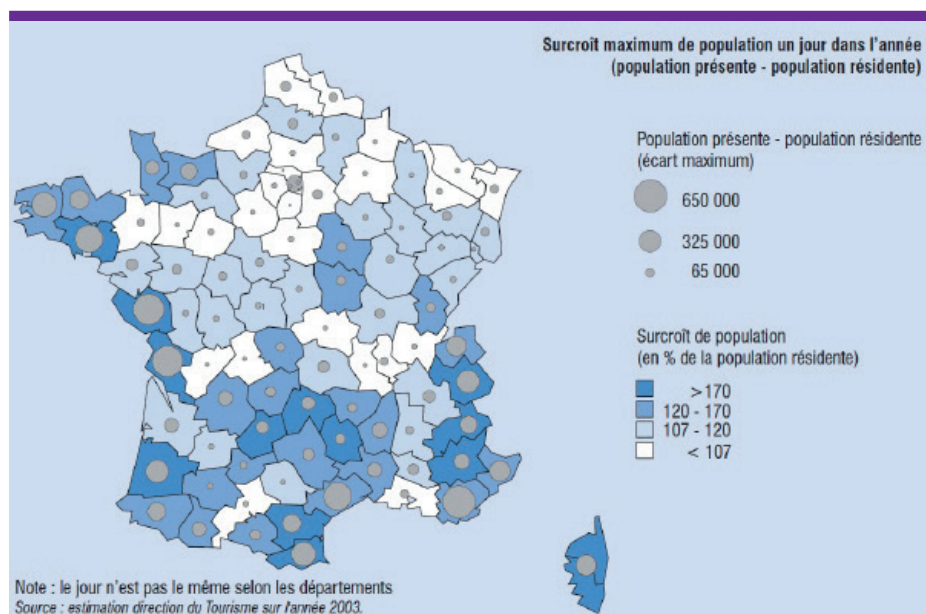 Surcroît maximum de population un jour dans l'année
(population présente - population résidente)
Population présente - population résidente
(écart maximum)
650 000
325 000
65 000
Surcroît de population
(en % de la population résidente)
>170
120 - 170
107 - 120
< 107
Note : le jour n'est pas le même selon les départements
Source : estimation direction du Tourisme sur l'année 2003.